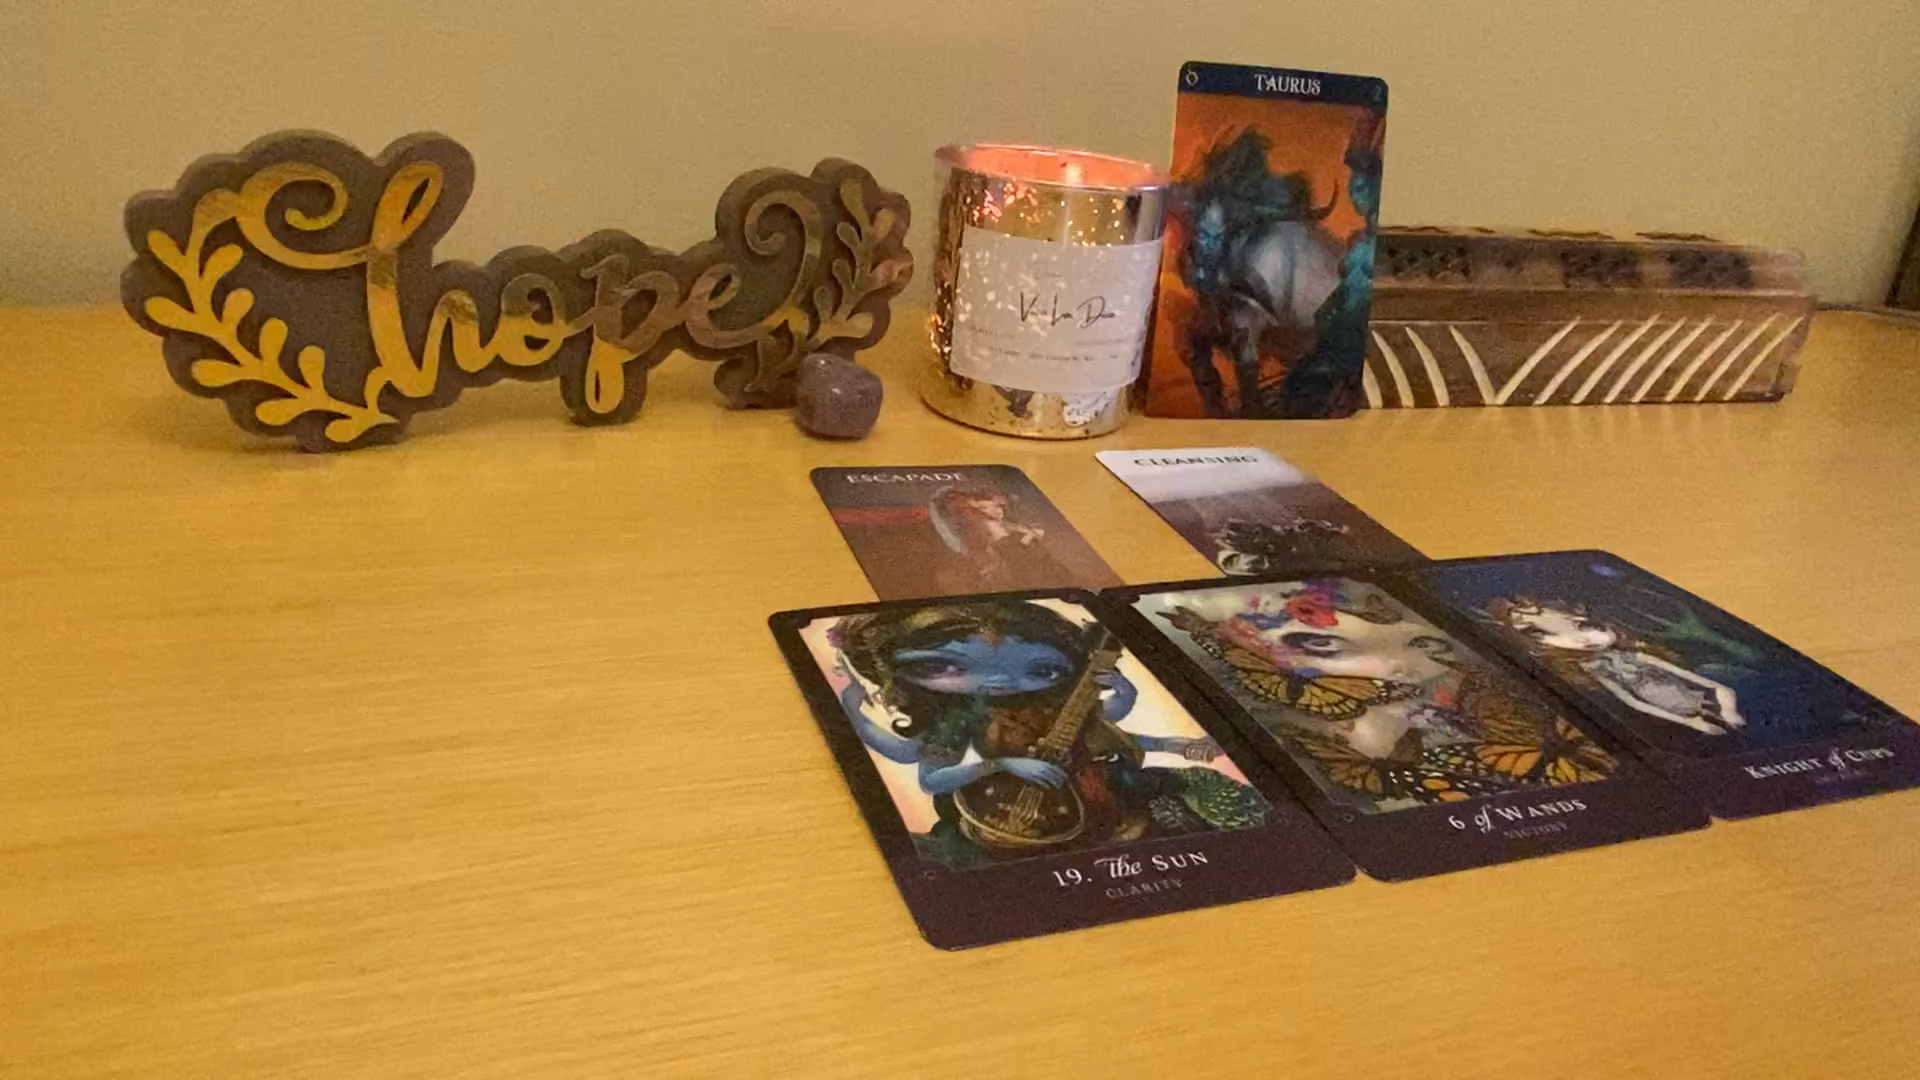 hope
TAURUS
ESCAPADE
CLEANSING
19. The SUN
CLARITY
6 of WANDS
VICTORY
KNIGHT of CUPS